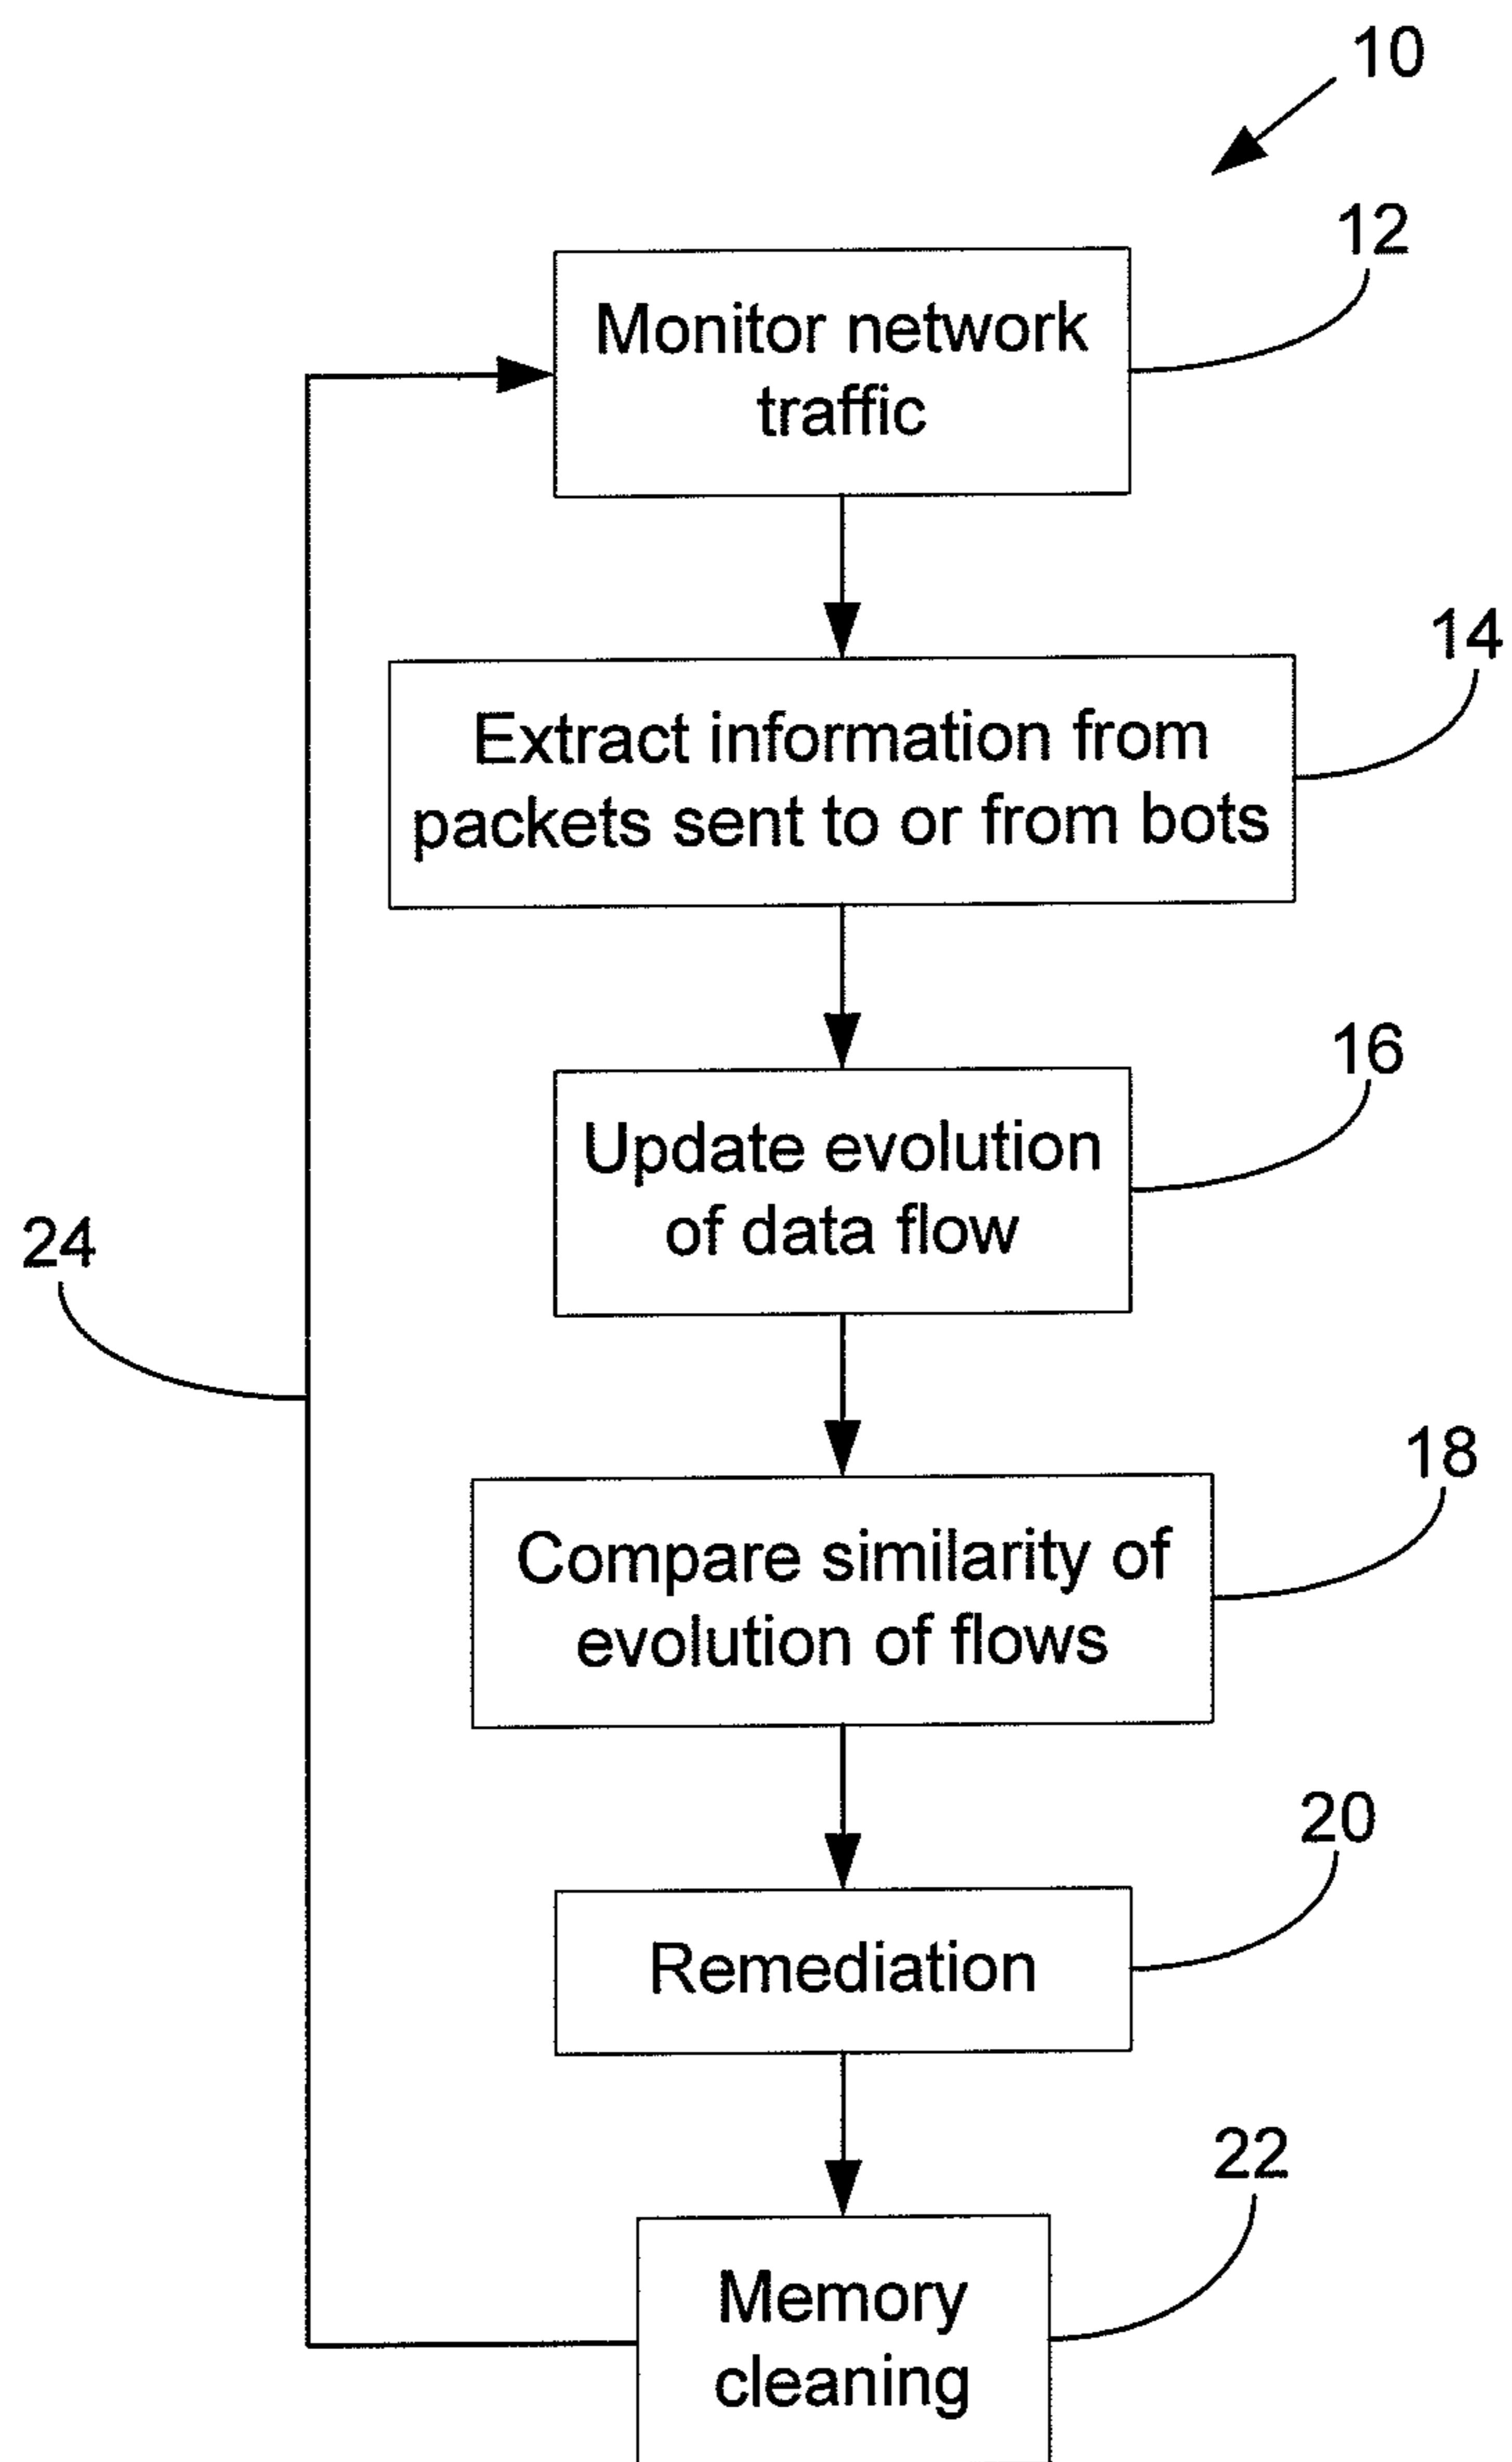 10
12
Monitor network
traffic
14
Extract information from
packets sent to or from bots
16
Update evolution
of data flow
24
18
Compare similarity of
evolution of flows
20
Remediation
22
Memory
cleaning